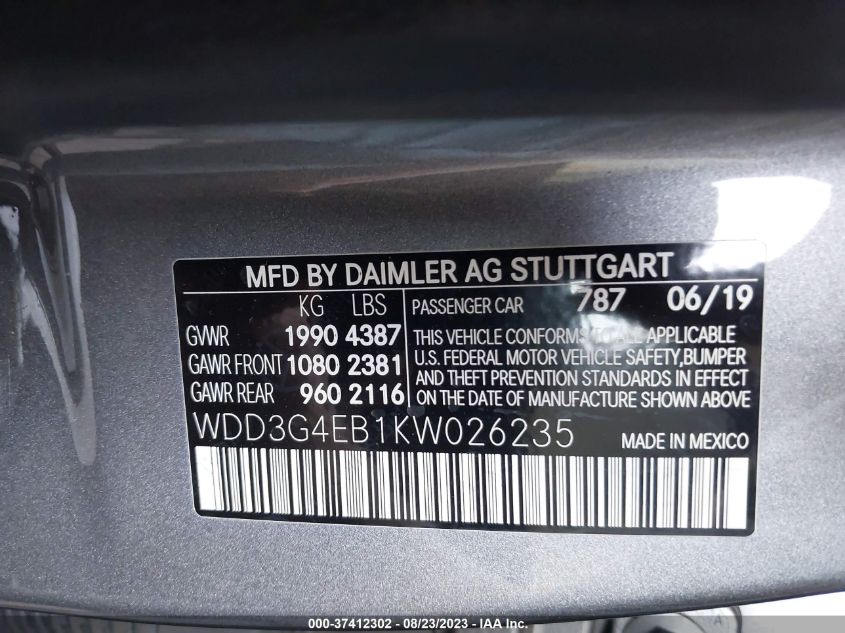 MFD BY DAIMLER AG STUTTGART
KG LBS
GVWR 1990 4387
GAWR FRONT 1080 2381
GAWR REAR 960 2116
PASSENGER CAR 787 06/19
THIS VEHICLE CONFORMS TO ALL APPLICABLE
U.S. FEDERAL MOTOR VEHICLE SAFETY, BUMPER
AND THEFT PREVENTION STANDARDS IN EFFECT
ON THE DATE OF MANUFACTURE SHOWN ABOVE
WDD3G4EB1KW026235 MADE IN MEXICO
000-37412302 - 08/23/2023 - IAA.